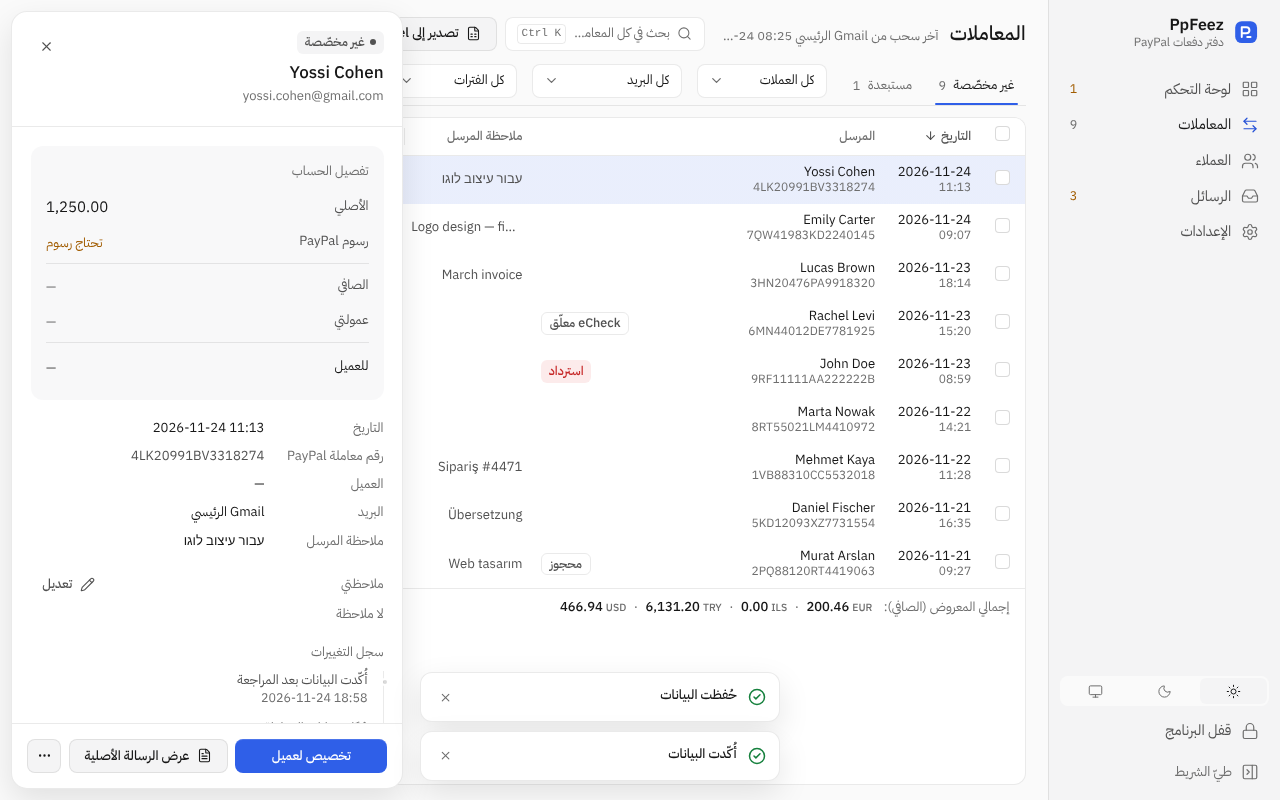 PpFeez
دفتر دفعات PayPal
لوحة التحكم 1
المعاملات 9
العملاء
الرسائل 3
الإعدادات
قفل البرنامج
طيّ الشريط
المعاملات
آخر سحب من Gmail الرئيسي 08:25 24-...
بحث في كل المعامـ... Ctrl K
تصدير إلى
غير مخصّصة 9
مستبعدة 1
كل العملات
كل البريد
كل الفترات
التاريخ
المرسل
ملاحظة المرسل
2026-11-24 Yossi Cohen עבור עיצוב לוגו
11:13 4LK20991BV3318274
2026-11-24 Emily Carter Logo design — fi...
09:07 7QW41983KD2240145
2026-11-23 Lucas Brown March invoice
18:14 3HN20476PA9918320
2026-11-23 Rachel Levi eCheck معلّق
15:20 6MN44012DE7781925
2026-11-23 John Doe استرداد
08:59 9RF11111AA222222B
2026-11-22 Marta Nowak
14:21 8RT55021LM4410972
2026-11-22 Mehmet Kaya Sipariş #4471
11:28 1VB88310CC5532018
2026-11-21 Daniel Fischer Übersetzung
16:35 5KD12093XZ7731554
2026-11-21 Murat Arslan محجوز Web tasarım
09:27 2PQ88120RT4419063
إجمالي المعروض (الصافي): 200.46 EUR · 0.00 ILS · 6,131.20 TRY · 466.94 USD
حُفظت البيانات
أُكّدت البيانات
غير مخصّصة
Yossi Cohen
yossi.cohen@gmail.com
تفصيل الحساب
الأصلي 1,250.00
رسوم PayPal تحتاج رسوم
الصافي —
عمولتي —
للعميل —
التاريخ 2026-11-24 11:13
رقم معاملة PayPal 4LK20991BV3318274
العميل —
البريد Gmail الرئيسي
ملاحظة المرسل עבור עיצוב לוגו
ملاحظتي تعديل
لا ملاحظة
سجل التغييرات
أُكّدت البيانات بعد المراجعة
2026-11-24 18:58
تخصيص لعميل
عرض الرسالة الأصلية